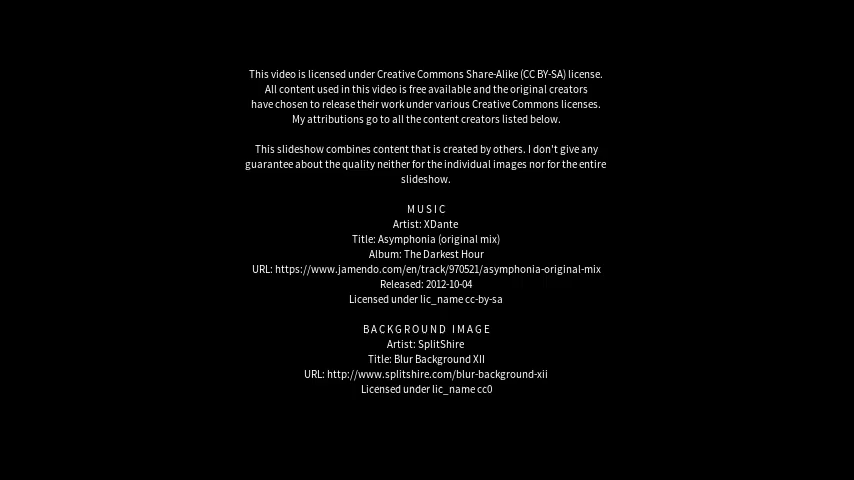 This video is licensed under Creative Commons Share-Alike (CC BY-SA) license.
All content used in this video is free available and the original creators
have chosen to release their work under various Creative Commons licenses.
My attributions go to all the content creators listed below.
This slideshow combines content that is created by others. I don't give any
guarantee about the quality neither for the individual images nor for the entire
slideshow.
MUSIC
Artist: XDante
Title: Asymphonia (original mix)
Album: The Darkest Hour
URL: https://www.jamendo.com/en/track/970521/asymphonia-original-mix
Released: 2012-10-04
Licensed under lic_name cc-by-sa
BACKGROUND IMAGE
Artist: SplitShire
Title: Blur Background XII
URL: http://www.splitshire.com/blur-background-xii
Licensed under lic_name cc0